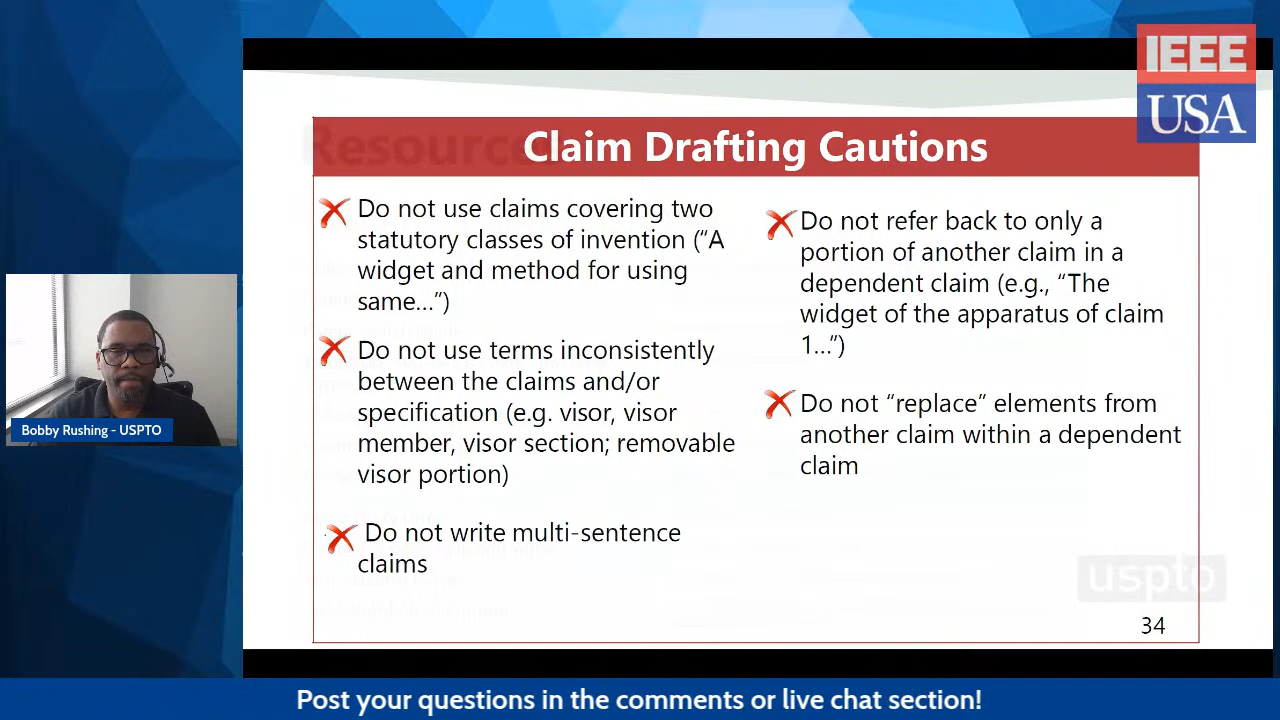 IEEE
USA
Resources
Claim Drafting Cautions
Do not use claims covering two
statutory classes of invention (“A
widget and method for using
same…”)
Do not use terms inconsistently
between the claims and/or
specification (e.g. visor, visor
member, visor section; removable
visor portion)
Do not write multi-sentence
claims
Do not refer back to only a
portion of another claim in a
dependent claim (e.g., “The
widget of the apparatus of claim
1…”)
Do not “replace” elements from
another claim within a dependent
claim
uspto
34
Bobby Rushing - USPTO
Post your questions in the comments or live chat section!